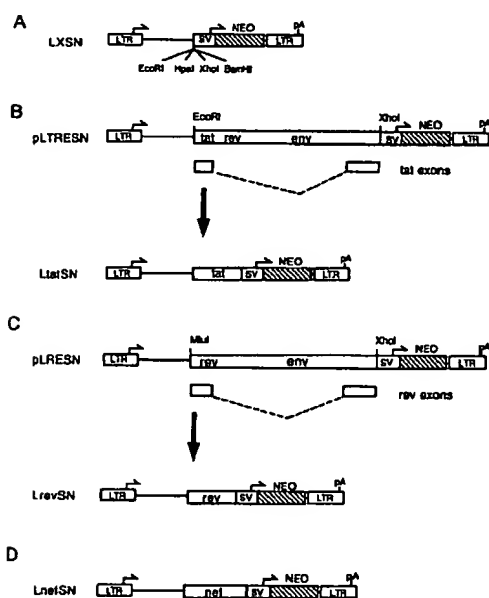 A
LXSN
LTR SV NEO LTR pA
EcoRI HpaI XhoI BamHI
B
EcoRI XhoI NEO pA
pLTRESN
LTR tat rev env SV LTR
tat exons
LtatSN
LTR tat SV NEO LTR pA
C
MluI XhoI NEO pA
pLRESN
LTR rev env SV LTR
rev exons
LrevSN
LTR rev SV NEO LTR pA
D
LnefSN
LTR nef SV NEO LTR pA